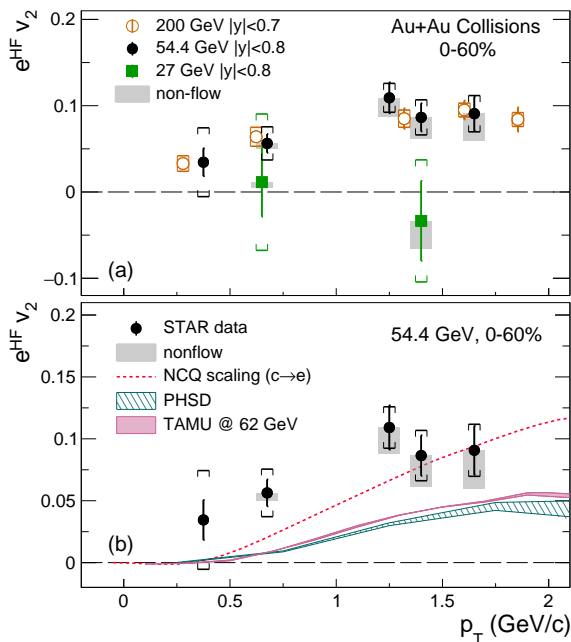 Au+Au Collisions
0-60%
200 GeV |y|<0.7
54.4 GeV |y|<0.8
27 GeV |y|<0.8
non-flow
e^HF v_2
0.2
0.1
0
−0.1
(a)
54.4 GeV, 0-60%
STAR data
nonflow
NCQ scaling (c→e)
PHSD
TAMU @ 62 GeV
e^HF v_2
0.2
0.15
0.1
0.05
0
(b)
0 0.5 1 1.5 2
p_T (GeV/c)